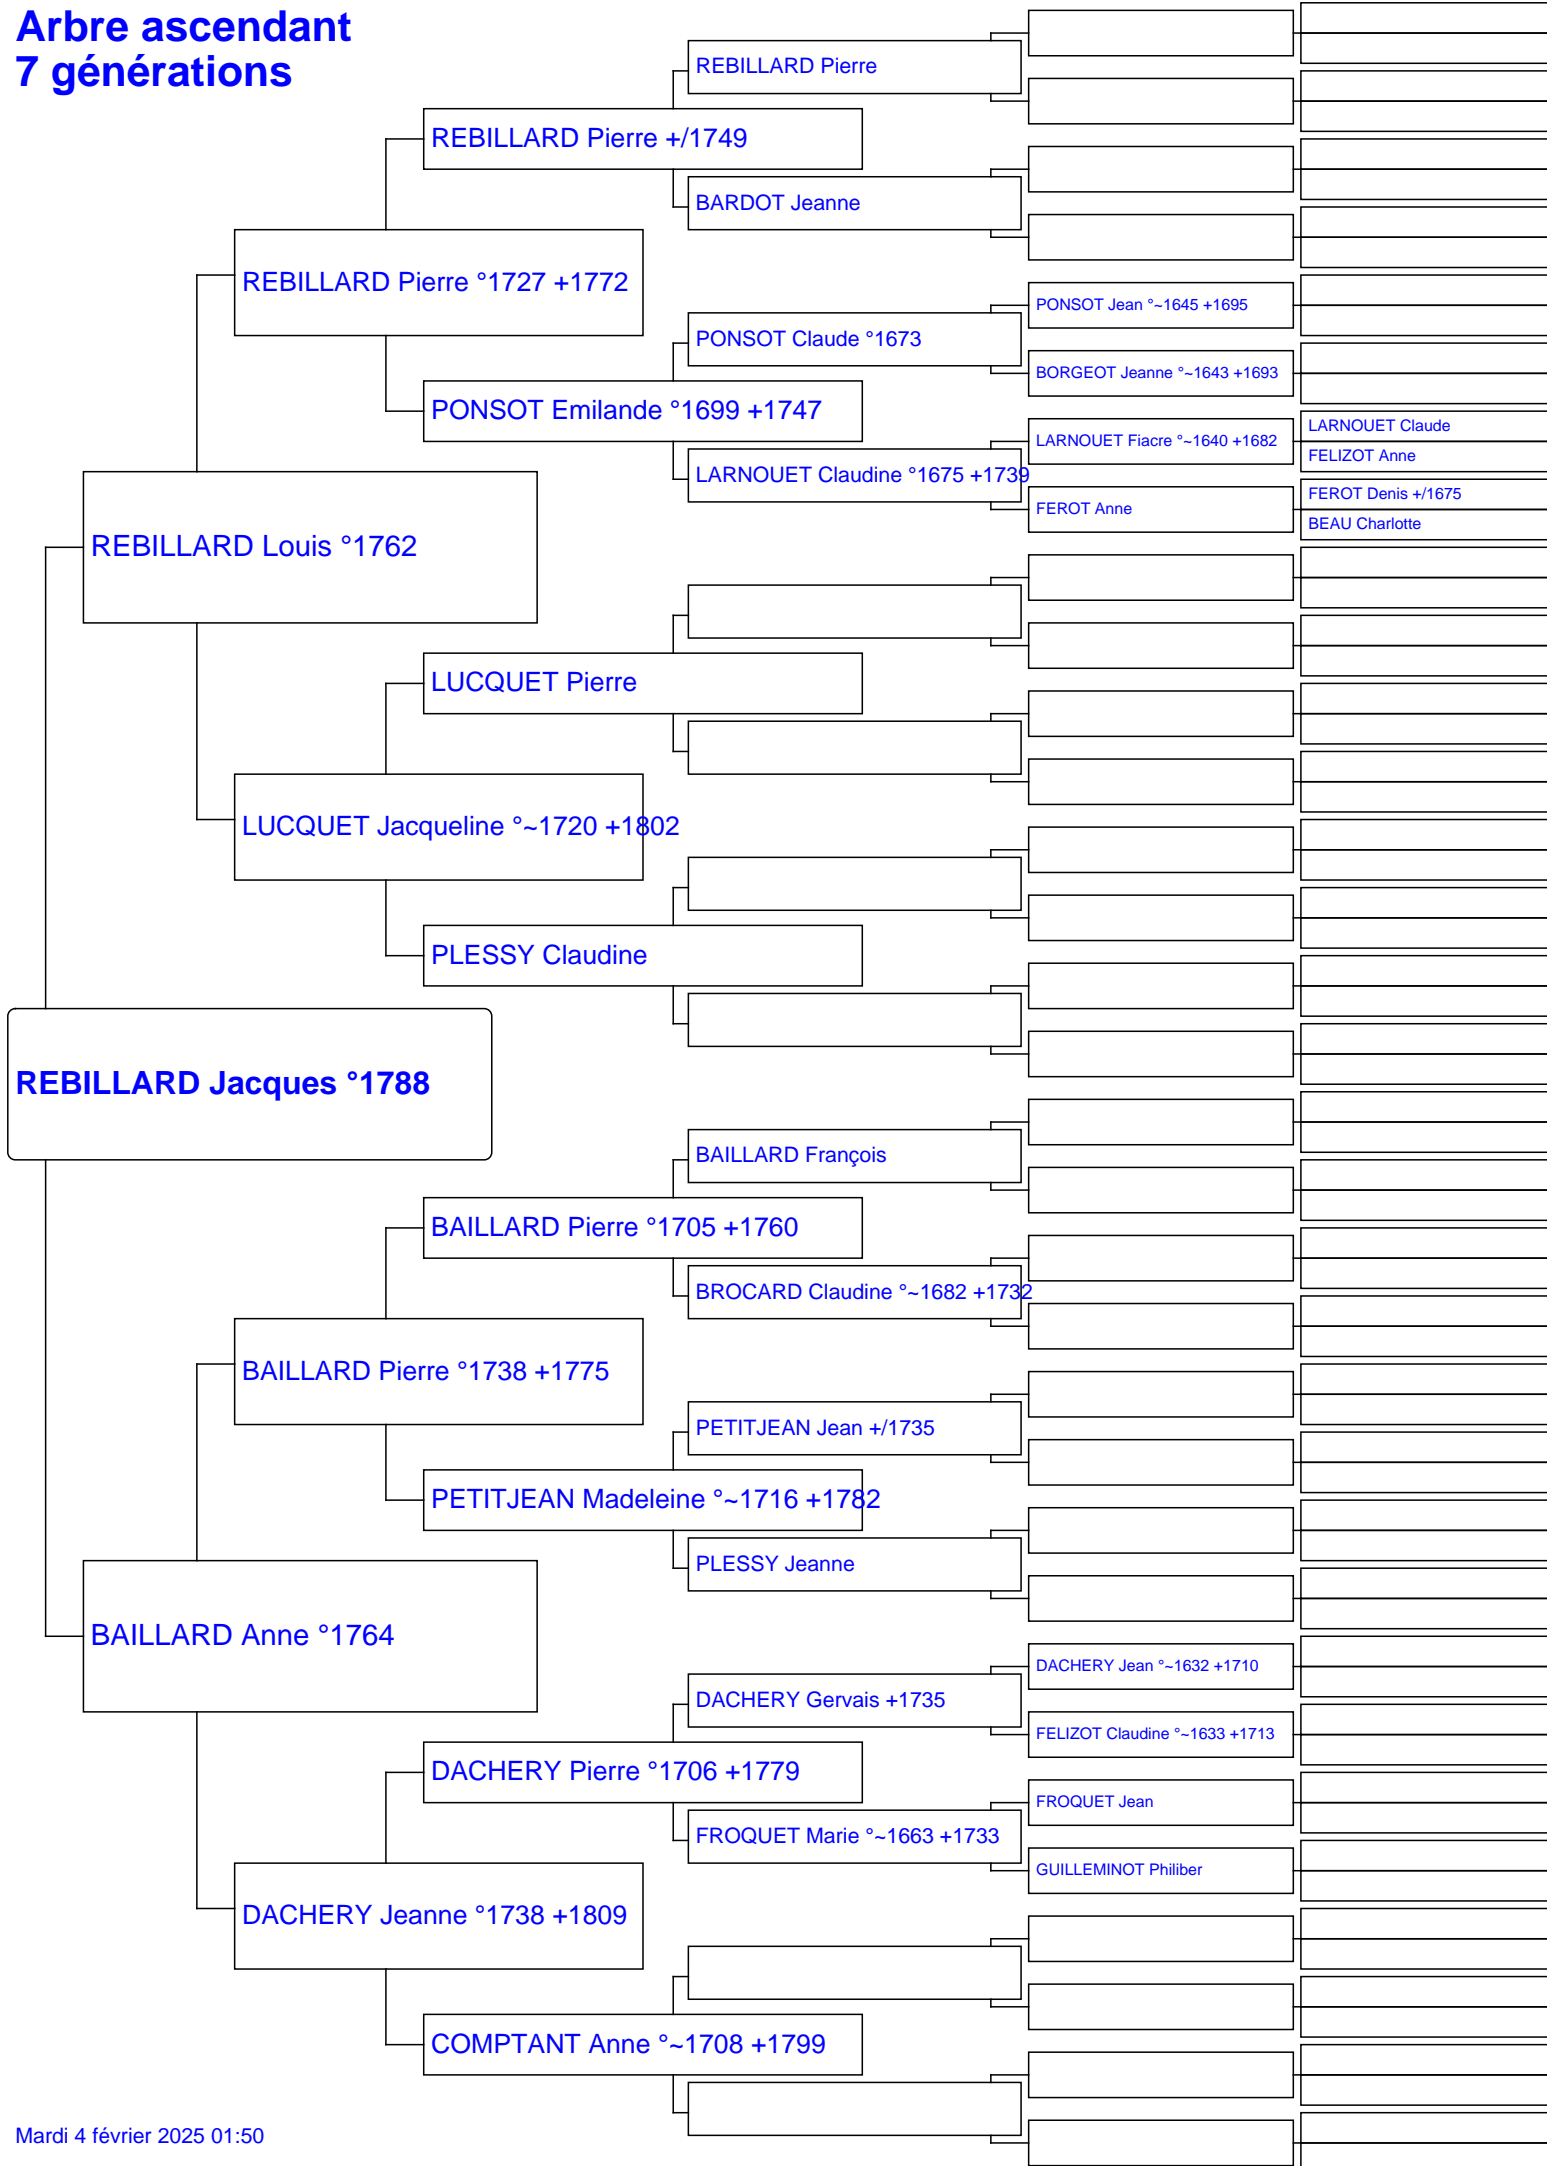 Arbre ascendant
7 générations
REBILLARD Pierre
REBILLARD Pierre +/1749
BARDOT Jeanne
REBILLARD Pierre °1727 +1772
PONSOT Jean °~1645 +1695
PONSOT Claude °1673
BORGEOT Jeanne °~1643 +1693
PONSOT Emilande °1699 +1747
LARNOUET Claude
LARNOUET Fiacre °~1640 +1682
FELIZOT Anne
LARNOUET Claudine °1675 +1739
FEROT Denis +/1675
FEROT Anne
BEAU Charlotte
REBILLARD Louis °1762
LUCQUET Pierre
LUCQUET Jacqueline °~1720 +1802
PLESSY Claudine
REBILLARD Jacques °1788
BAILLARD François
BAILLARD Pierre °1705 +1760
BROCARD Claudine °~1682 +1732
BAILLARD Pierre °1738 +1775
PETITJEAN Jean +/1735
PETITJEAN Madeleine °~1716 +1782
PLESSY Jeanne
BAILLARD Anne °1764
DACHERY Jean °~1632 +1710
DACHERY Gervais +1735
FELIZOT Claudine °~1633 +1713
DACHERY Pierre °1706 +1779
FROQUET Jean
FROQUET Marie °~1663 +1733
GUILLEMINOT Philiber
DACHERY Jeanne °1738 +1809
COMPTANT Anne °~1708 +1799
Mardi 4 février 2025 01:50